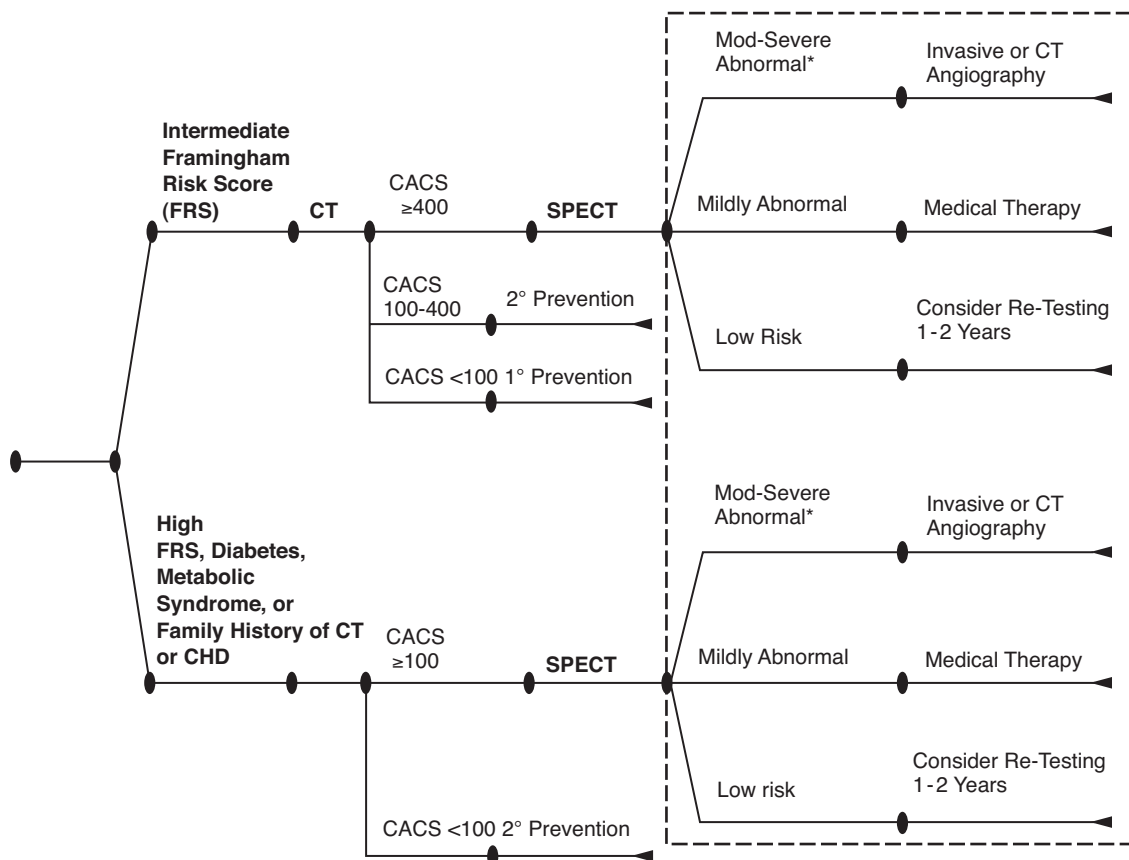 Mod-Severe
Abnormal*
Invasive or CT
Angiography
Intermediate
Framingham
Risk Score
(FRS)
CT
CACS
≥400
SPECT
Mildly Abnormal
Medical Therapy
CACS
100-400
2° Prevention
Low Risk
Consider Re-Testing
1-2 Years
CACS <100 1° Prevention
Mod-Severe
Abnormal*
Invasive or CT
Angiography
High
FRS, Diabetes,
Metabolic
Syndrome, or
Family History of CT
or CHD
CACS
≥100
SPECT
Mildly Abnormal
Medical Therapy
Low risk
Consider Re-Testing
1-2 Years
CACS <100 2° Prevention